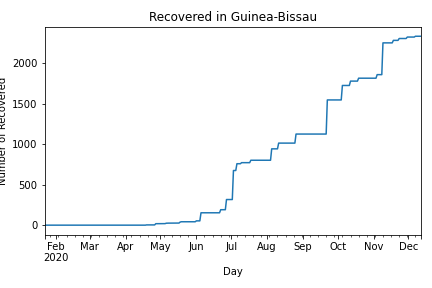 Recovered in Guinea-Bissau
Number of Recovered
2000
1500
1000
500
0
Feb Mar Apr May Jun Jul Aug Sep Oct Nov Dec
2020
Day